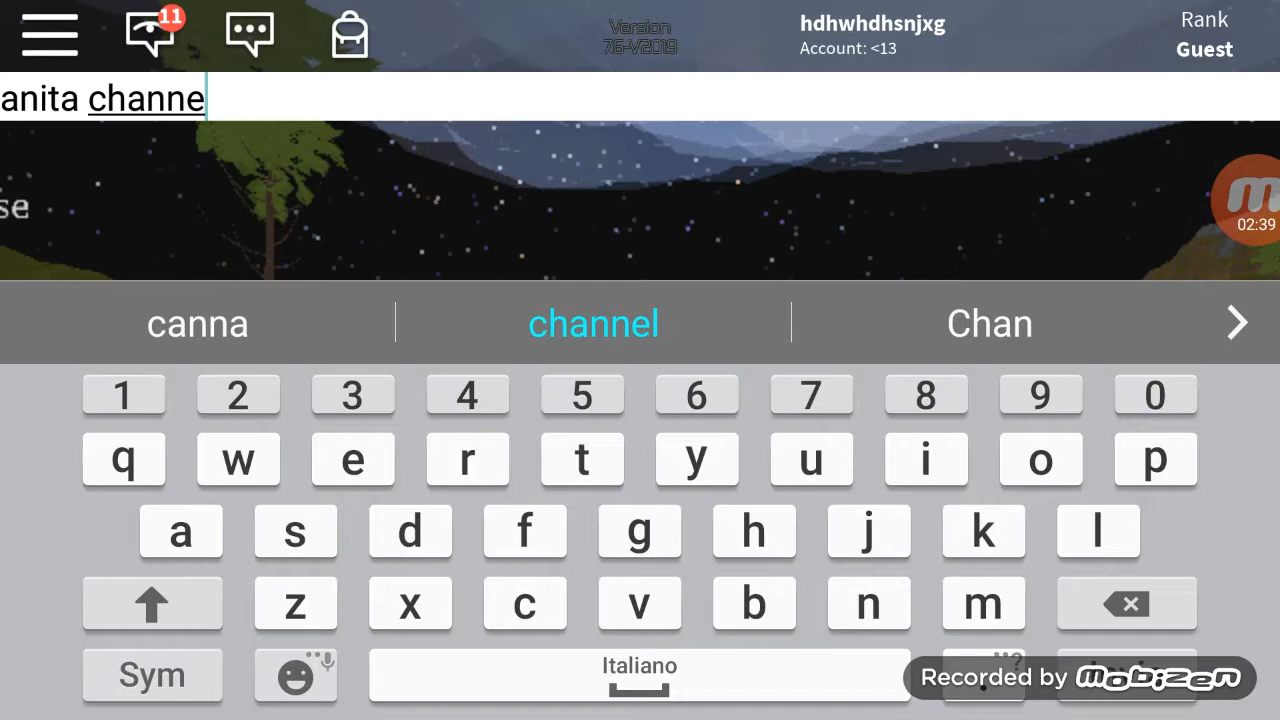 11
Version
7.6-V2019
hdhwhdhsnjxg
Account: <13
Rank
Guest
anita channe
se
02:39
canna channel Chan
1 2 3 4 5 6 7 8 9 0
q w e r t y u i o p
a s d f g h j k l
z x c v b n m
Sym Italiano
Recorded by mobizen